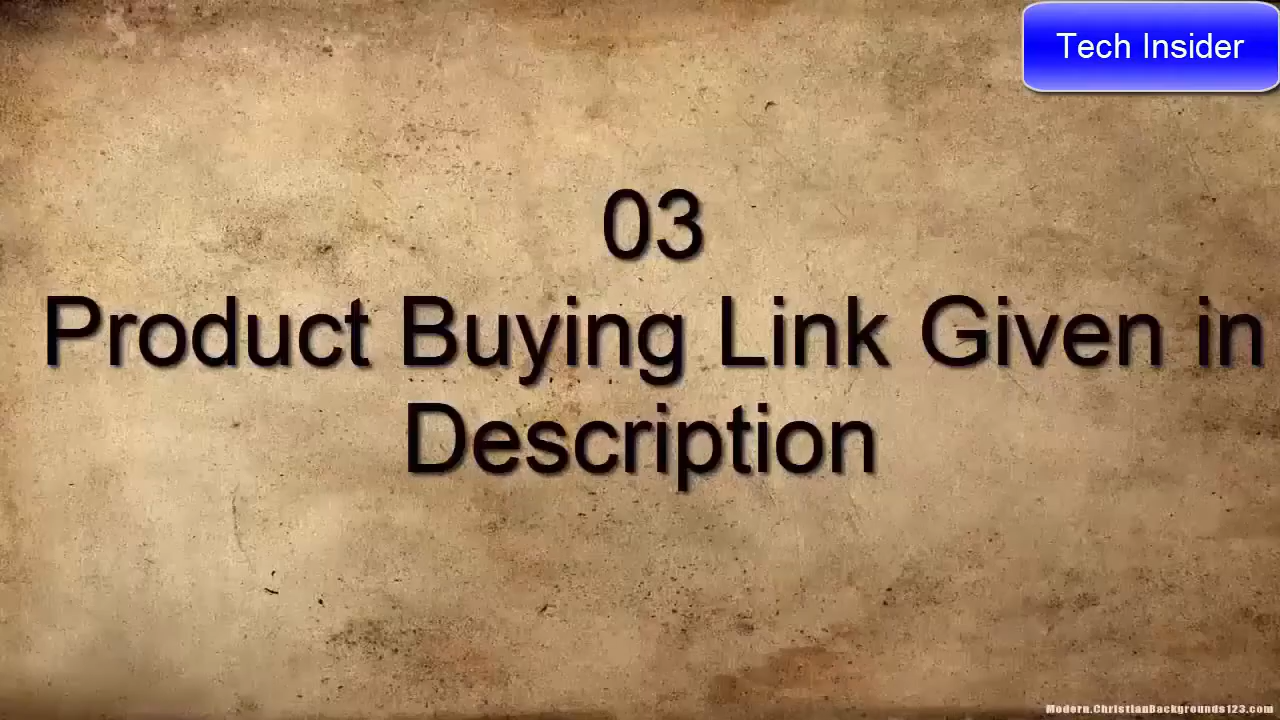 Tech Insider
03
Product Buying Link Given in
Description
Modern.ChristianBackgrounds123.com